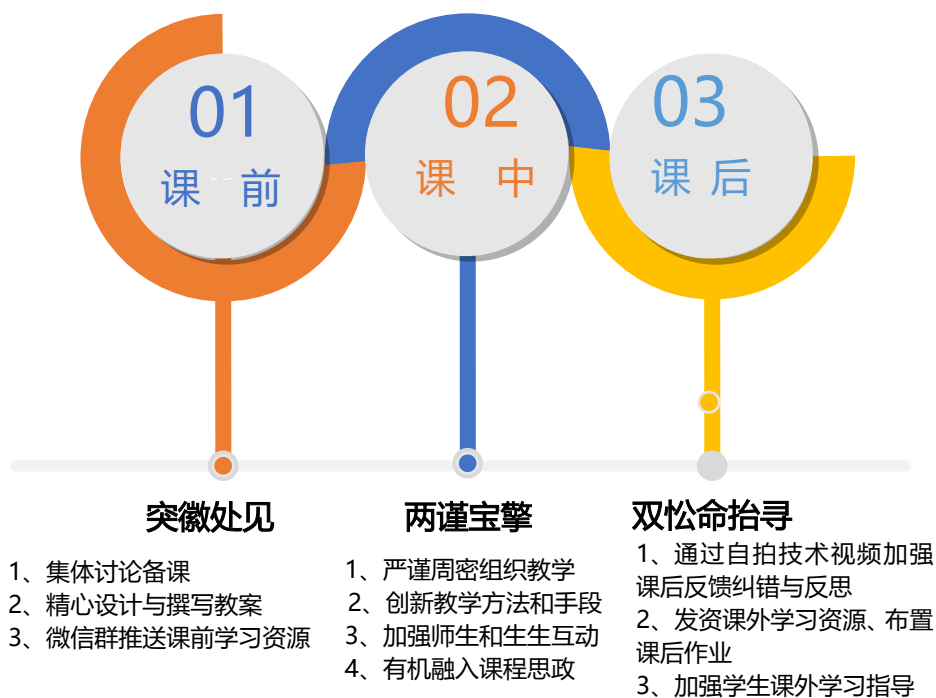 01
课 前
02
课 中
03
课 后
突徽处见
1、集体讨论备课
2、精心设计与撰写教案
3、微信群推送课前学习资源
两谨宝擎
1、严谨周密组织教学
2、创新教学方法和手段
3、加强师生和生生互动
4、有机融入课程思政
双忪命抬寻
1、通过自拍技术视频加强
课后反馈纠错与反思
2、发资课外学习资源、布置
课后作业
3、加强学生课外学习指导